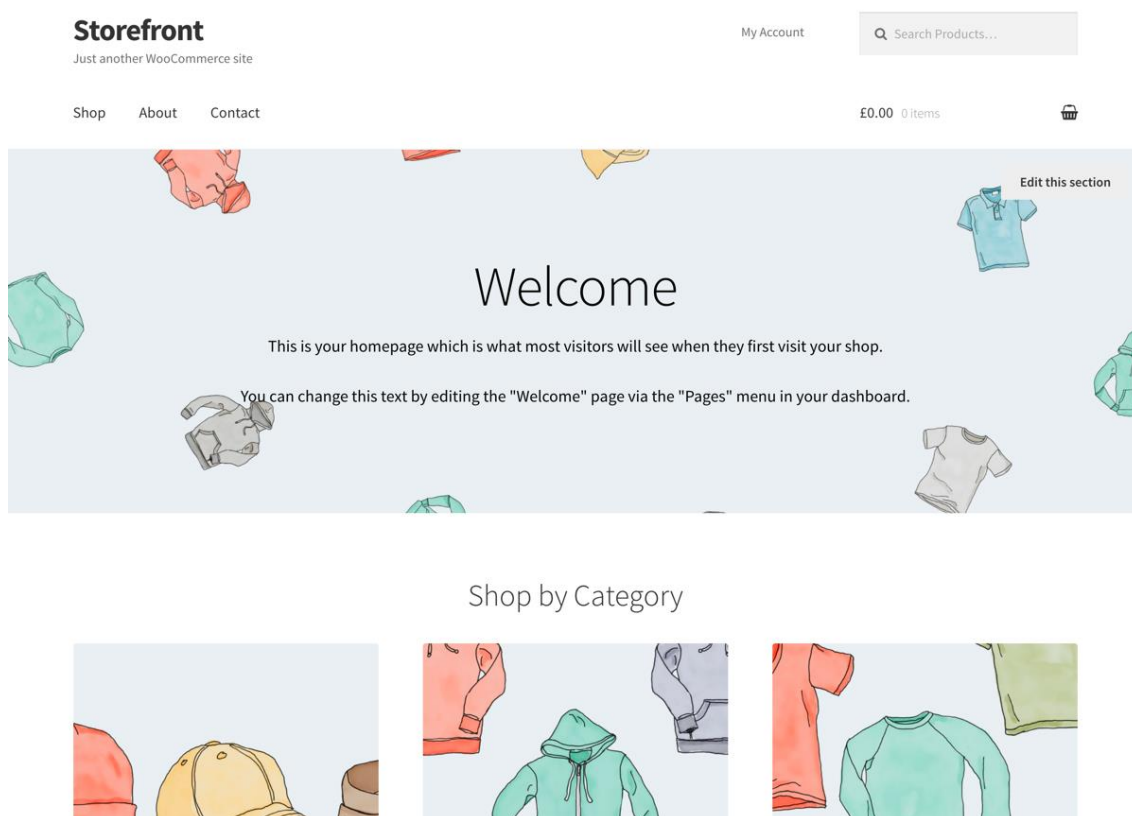 Storefront
Just another WooCommerce site
My Account
Search Products…
Shop About Contact
£0.00 0 items
Edit this section
Welcome
This is your homepage which is what most visitors will see when they first visit your shop.
You can change this text by editing the "Welcome" page via the "Pages" menu in your dashboard.
Shop by Category